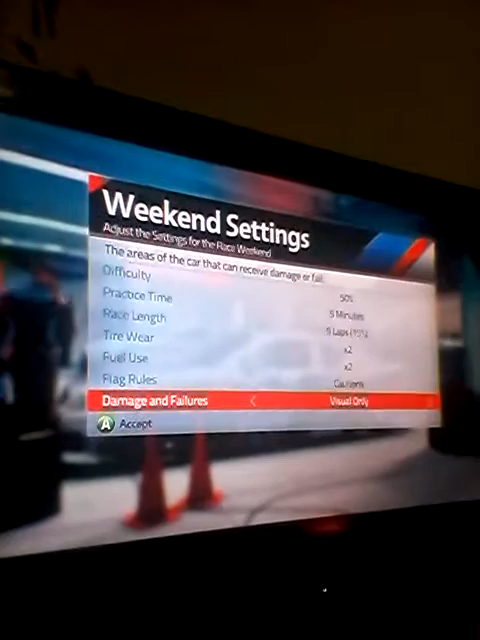 Weekend Settings
Adjust the Settings for the Race Weekend
The areas of the car that can receive damage or fail.
Difficulty 50%
Practice Time 5 Minutes
Race Length 5 Laps
Tire Wear x2
Fuel Use x2
Flag Rules Cautions
Damage and Failures < Visual Only
A Accept